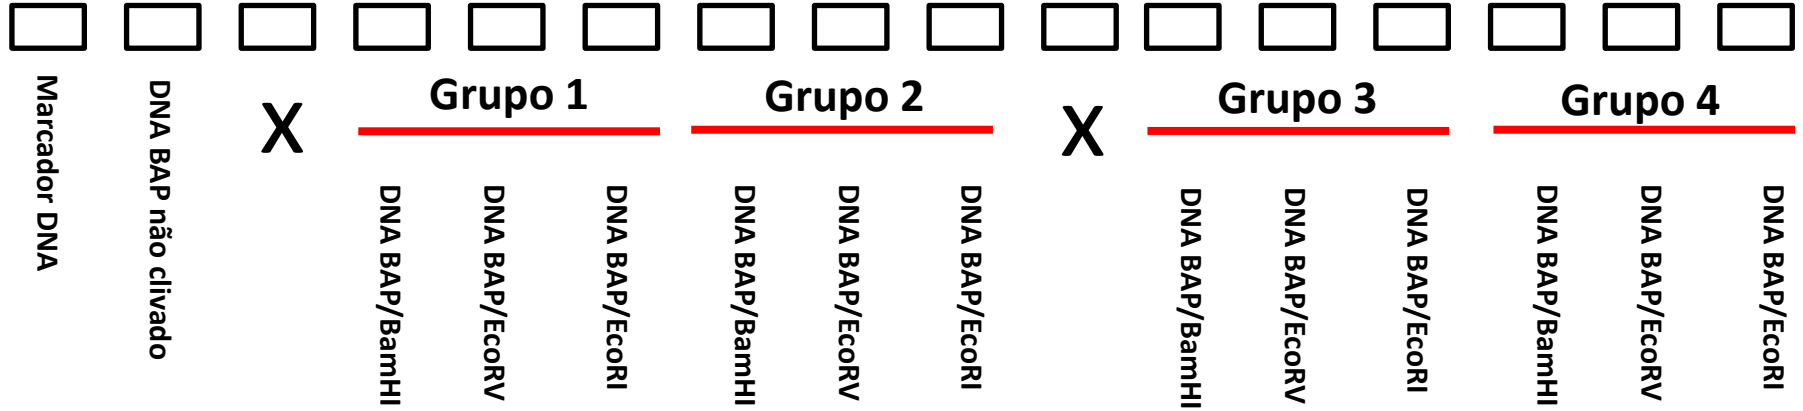 Marcador DNA
DNA BAP não clivado
X
Grupo 1
DNA BAP/BamHI
DNA BAP/EcoRV
DNA BAP/EcoRI
Grupo 2
DNA BAP/BamHI
DNA BAP/EcoRV
DNA BAP/EcoRI
X
Grupo 3
DNA BAP/BamHI
DNA BAP/EcoRV
DNA BAP/EcoRI
Grupo 4
DNA BAP/BamHI
DNA BAP/EcoRV
DNA BAP/EcoRI